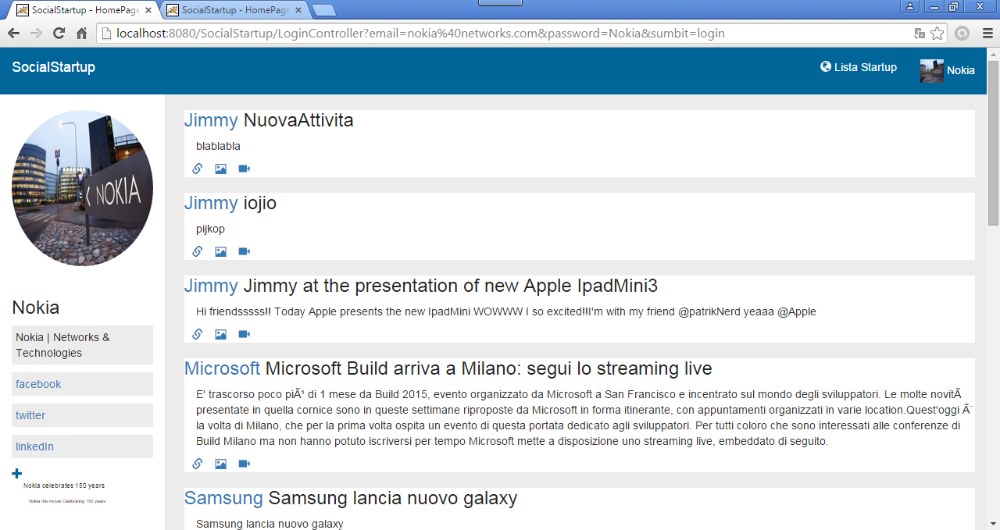 SocialStartup - HomePage
SocialStartup - HomePage
localhost:8080/SocialStartup/LoginController?email=nokia%40networks.com&password=Nokia&sumbit=login
SocialStartup
Lista Startup
Nokia
NOKIA
Nokia
Nokia | Networks &
Technologies
facebook
twitter
linkedIn
Nokia celebrates 150 years
Nokia the movie Celebrating 150 years
Jimmy NuovaAttivita
blablabla
Jimmy iojio
pijkop
Jimmy Jimmy at the presentation of new Apple IpadMini3
Hi friendsssss!! Today Apple presents the new IpadMini WOWWW I so excited!!I'm with my friend @patrikNerd yeaaa @Apple
Microsoft Microsoft Build arriva a Milano: segui lo streaming live
E' trascorso poco piÃ¹ di 1 mese da Build 2015, evento organizzato da Microsoft a San Francisco e incentrato sul mondo degli sviluppatori. Le molte novitÃ
presentate in quella cornice sono in queste settimane riproposte da Microsoft in forma itinerante, con appuntamenti organizzati in varie location.Quest'oggi Ã¨
la volta di Milano, che per la prima volta ospita un evento di questa portata dedicato agli sviluppatori. Per tutti coloro che sono interessati alle conferenze di
Build Milano ma non hanno potuto iscriversi per tempo Microsoft mette a disposizione uno streaming live, embeddato di seguito.
Samsung Samsung lancia nuovo galaxy
Samsung lancia nuovo galaxy